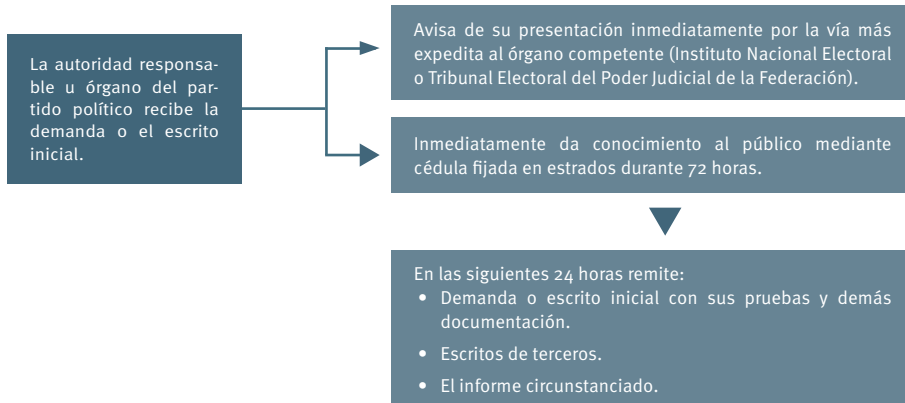 La autoridad responsa-
ble u órgano del par-
tido político recibe la
demanda o el escrito
inicial.
Avisa de su presentación inmediatamente por la vía más
expedita al órgano competente (Instituto Nacional Electoral
o Tribunal Electoral del Poder Judicial de la Federación).
Inmediatamente da conocimiento al público mediante
cédula fijada en estrados durante 72 horas.
En las siguientes 24 horas remite:
• Demanda o escrito inicial con sus pruebas y demás
documentación.
• Escritos de terceros.
• El informe circunstanciado.